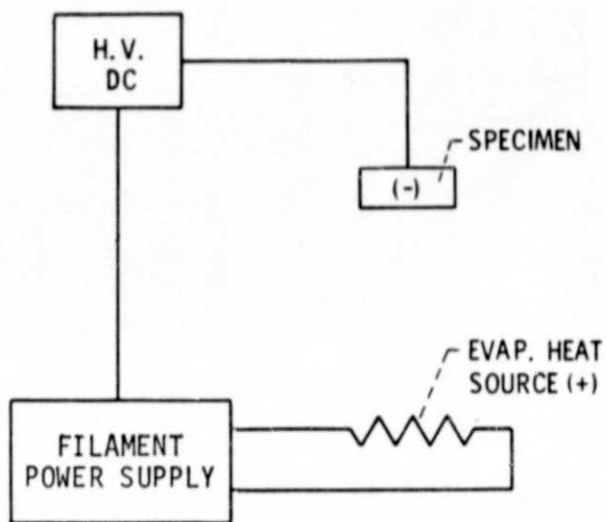 H.V.
DC
SPECIMEN
(-)
EVAP. HEAT
SOURCE (+)
FILAMENT
POWER SUPPLY